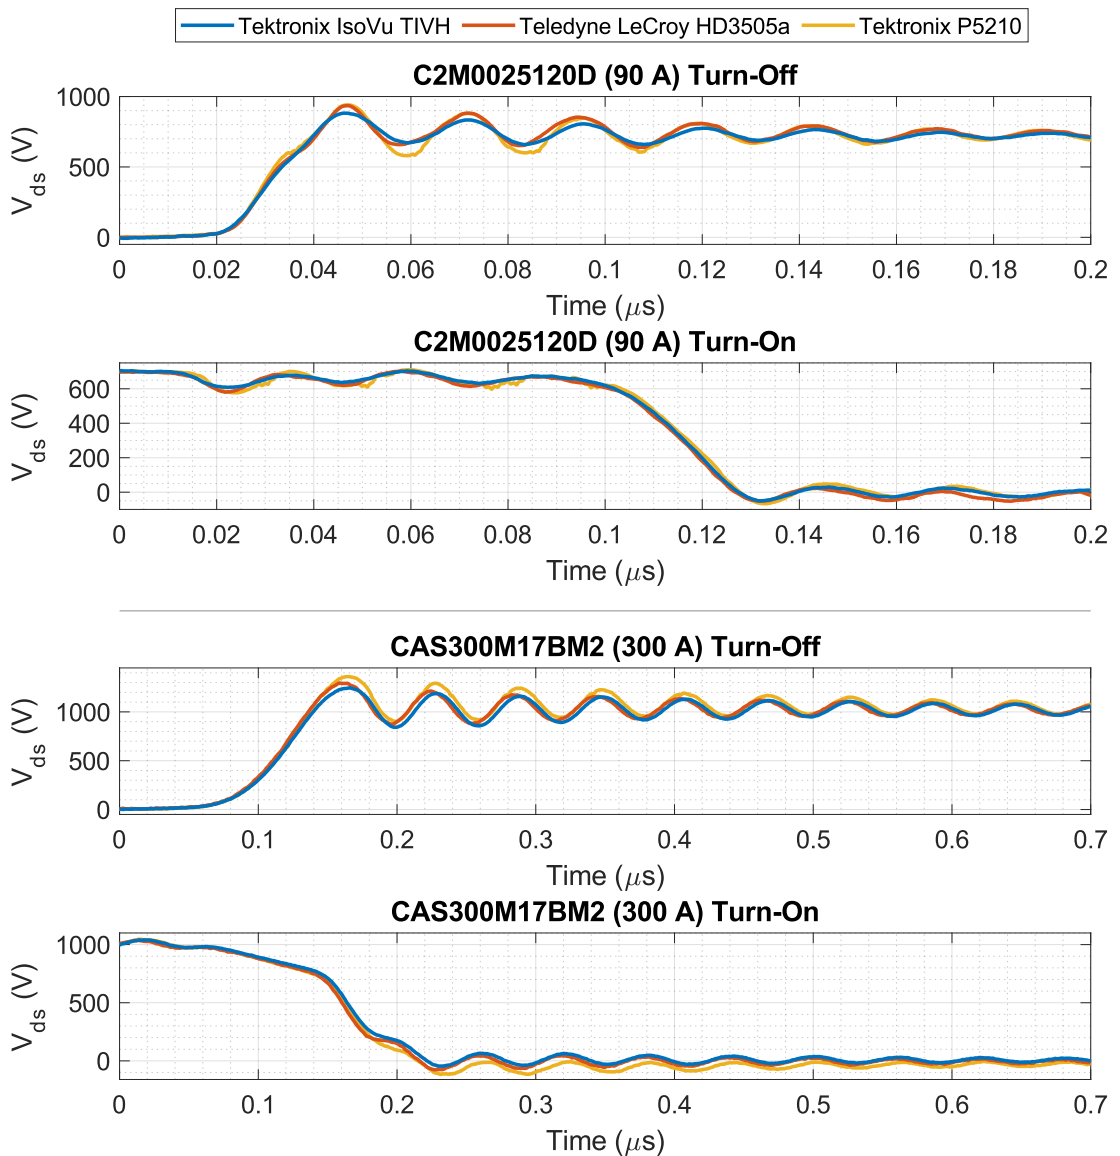 Tektronix IsoVu TIVH Teledyne LeCroy HD3505a Tektronix P5210
C2M0025120D (90 A) Turn-Off
1000
500
0
V_ds (V)
0 0.02 0.04 0.06 0.08 0.1 0.12 0.14 0.16 0.18 0.2
Time (μs)
C2M0025120D (90 A) Turn-On
600
400
200
0
V_ds (V)
0 0.02 0.04 0.06 0.08 0.1 0.12 0.14 0.16 0.18 0.2
Time (μs)
CAS300M17BM2 (300 A) Turn-Off
1000
500
0
V_ds (V)
0 0.1 0.2 0.3 0.4 0.5 0.6 0.7
Time (μs)
CAS300M17BM2 (300 A) Turn-On
1000
500
0
V_ds (V)
0 0.1 0.2 0.3 0.4 0.5 0.6 0.7
Time (μs)